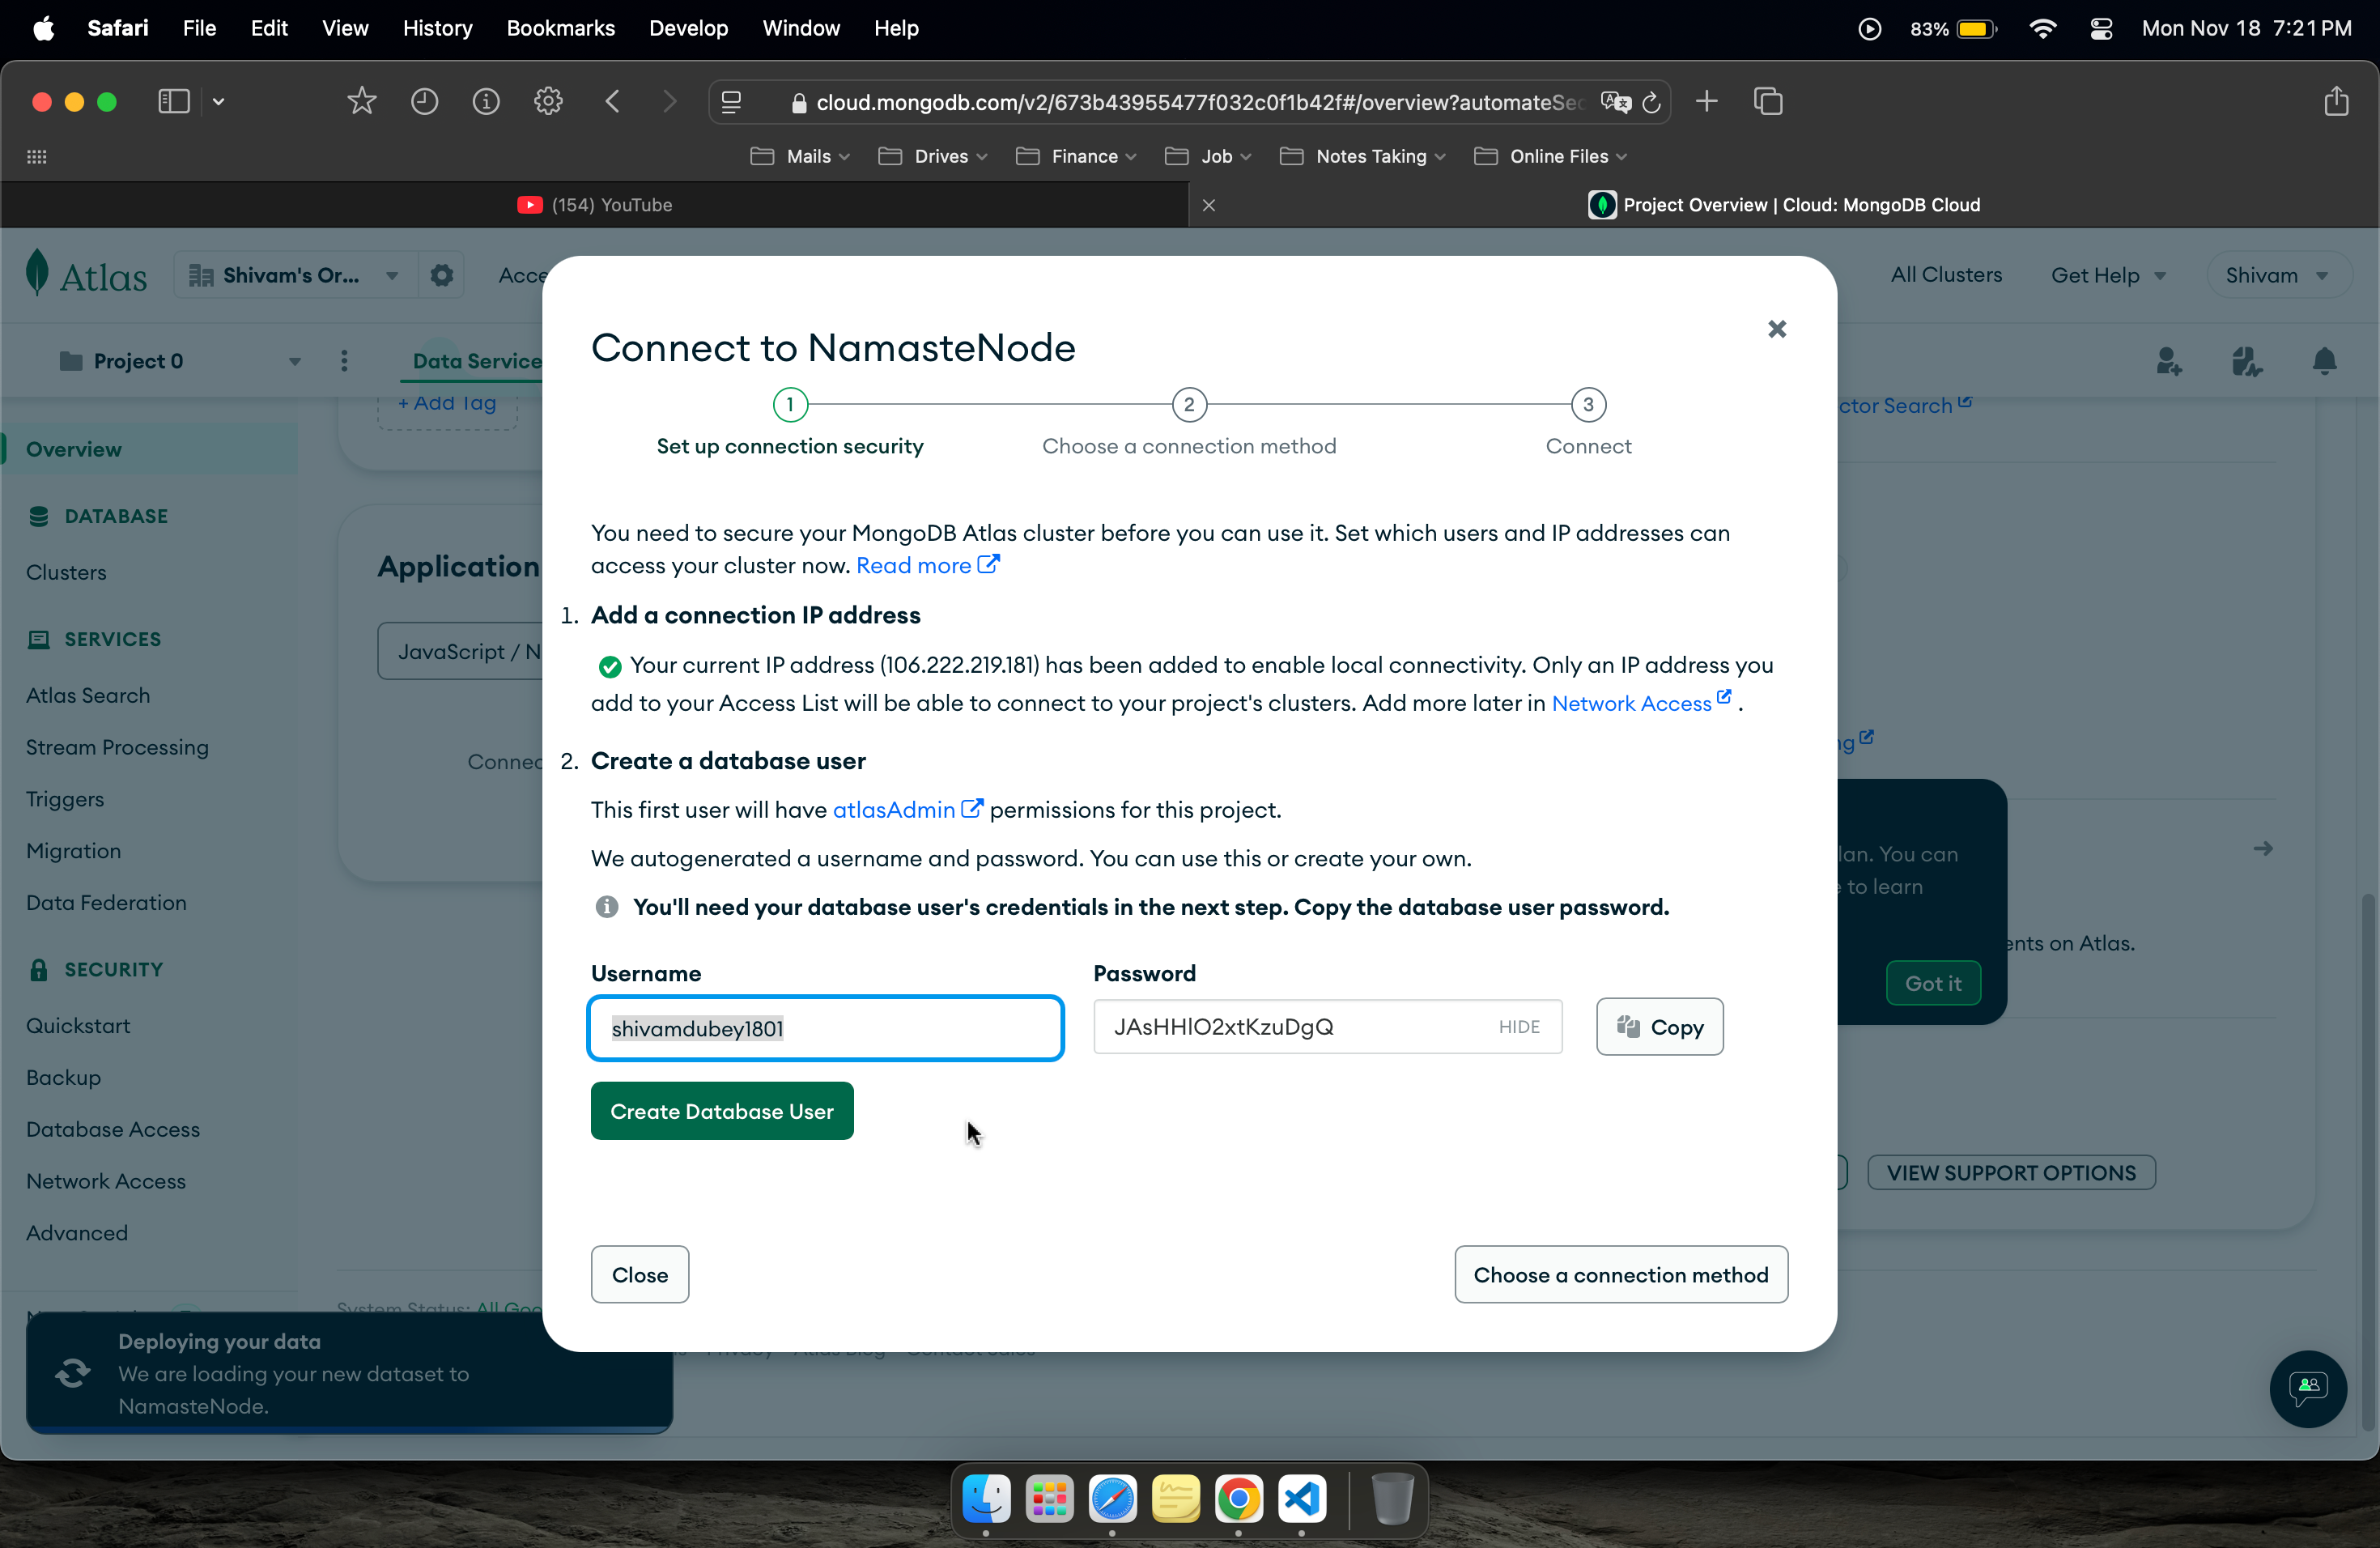 Safari File Edit View History Bookmarks Develop Window Help 83% Mon Nov 18 7:21 PM
cloud.mongodb.com/v2/673b43955477f032c0f1b42f#/overview?automateSec
Mails Drives Finance Job Notes Taking Online Files
(154) YouTube
Project Overview | Cloud: MongoDB Cloud
Atlas Shivam's Or... Acce All Clusters Get Help Shivam
Project 0 Data Service
+ Add Tag
ctor Search
Overview
DATABASE
Clusters
SERVICES
Atlas Search
Stream Processing
Triggers
Migration
Data Federation
SECURITY
Quickstart
Backup
Database Access
Network Access
Advanced
Application
JavaScript / N
Connec
Connect to NamasteNode
1 2 3
Set up connection security Choose a connection method Connect
You need to secure your MongoDB Atlas cluster before you can use it. Set which users and IP addresses can
access your cluster now. Read more
1. Add a connection IP address
Your current IP address (106.222.219.181) has been added to enable local connectivity. Only an IP address you
add to your Access List will be able to connect to your project's clusters. Add more later in Network Access .
2. Create a database user
This first user will have atlasAdmin permissions for this project.
We autogenerated a username and password. You can use this or create your own.
You'll need your database user's credentials in the next step. Copy the database user password.
Username Password
shivamdubey1801 JAsHHlO2xtKzuDgQ HIDE Copy
Create Database User
Close Choose a connection method
ng
lan. You can
e to learn
ents on Atlas.
Got it
VIEW SUPPORT OPTIONS
System Status: All Goo
Privacy Atlas Blog Contact Sales
Deploying your data
We are loading your new dataset to
NamasteNode.